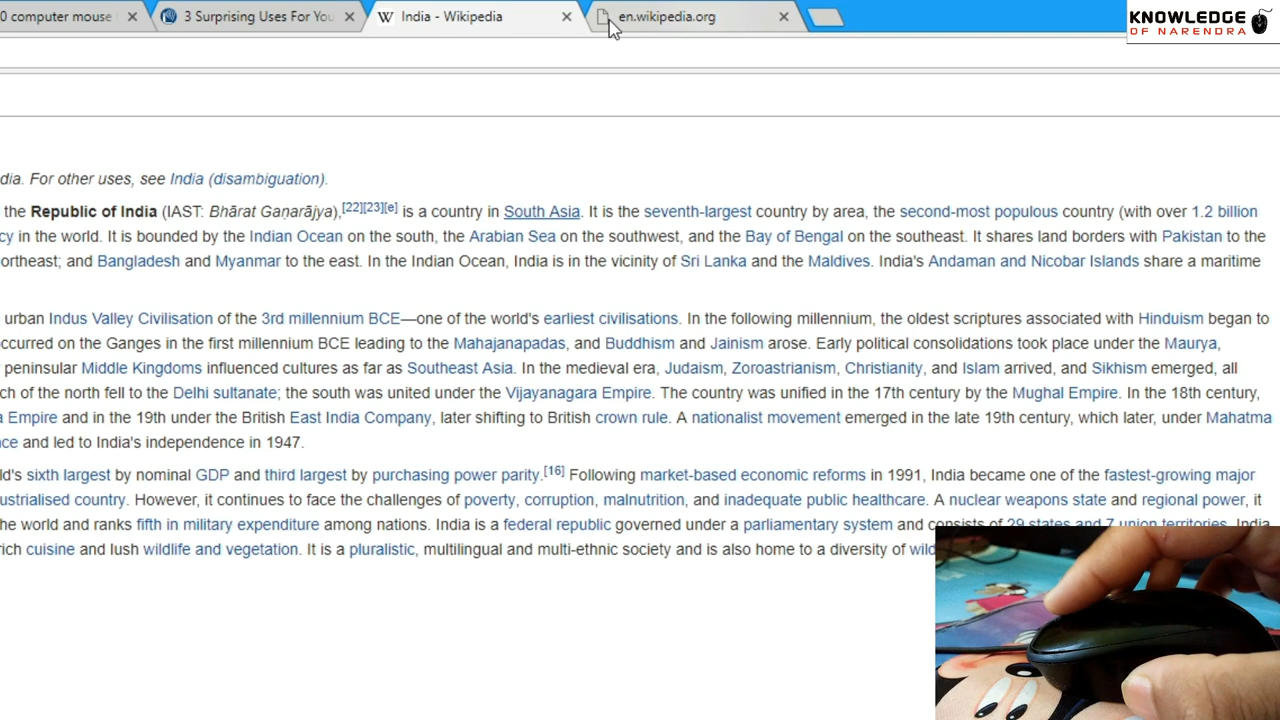 0 computer mouse
3 Surprising Uses For You
India - Wikipedia
en.wikipedia.org
KNOWLEDGE
OF NARENDRA
dia. For other uses, see India (disambiguation).
the Republic of India (IAST: Bhārat Gaṇarājya),[22][23][e] is a country in South Asia. It is the seventh-largest country by area, the second-most populous country (with over 1.2 billion
cy in the world. It is bounded by the Indian Ocean on the south, the Arabian Sea on the southwest, and the Bay of Bengal on the southeast. It shares land borders with Pakistan to the
ortheast; and Bangladesh and Myanmar to the east. In the Indian Ocean, India is in the vicinity of Sri Lanka and the Maldives. India's Andaman and Nicobar Islands share a maritime
urban Indus Valley Civilisation of the 3rd millennium BCE—one of the world's earliest civilisations. In the following millennium, the oldest scriptures associated with Hinduism began to
ccurred on the Ganges in the first millennium BCE leading to the Mahajanapadas, and Buddhism and Jainism arose. Early political consolidations took place under the Maurya,
peninsular Middle Kingdoms influenced cultures as far as Southeast Asia. In the medieval era, Judaism, Zoroastrianism, Christianity, and Islam arrived, and Sikhism emerged, all
ch of the north fell to the Delhi sultanate; the south was united under the Vijayanagara Empire. The country was unified in the 17th century by the Mughal Empire. In the 18th century,
a Empire and in the 19th under the British East India Company, later shifting to British crown rule. A nationalist movement emerged in the late 19th century, which later, under Mahatma
ce and led to India's independence in 1947.
ld's sixth largest by nominal GDP and third largest by purchasing power parity.[16] Following market-based economic reforms in 1991, India became one of the fastest-growing major
ustrialised country. However, it continues to face the challenges of poverty, corruption, malnutrition, and inadequate public healthcare. A nuclear weapons state and regional power, it
he world and ranks fifth in military expenditure among nations. India is a federal republic governed under a parliamentary system and consists of 29 states and 7 union territories. India
rich cuisine and lush wildlife and vegetation. It is a pluralistic, multilingual and multi-ethnic society and is also home to a diversity of wild